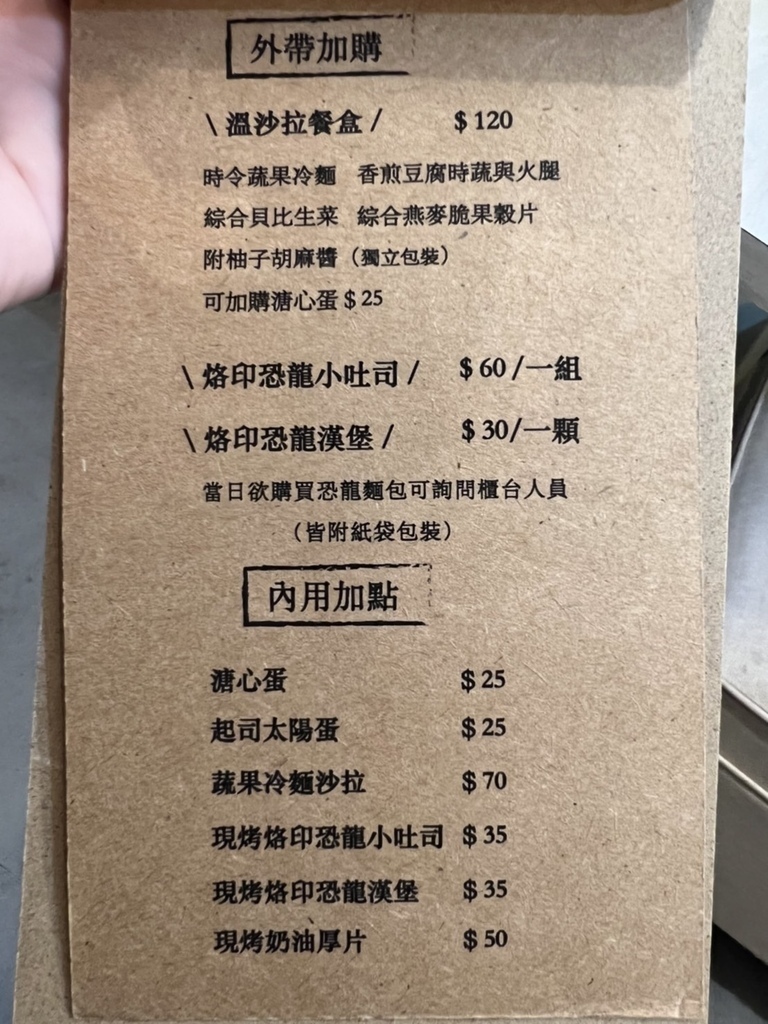 外帶加購
\ 溫沙拉餐盒 / $ 120
時令蔬果冷麵 香煎豆腐時蔬與火腿
綜合貝比生菜 綜合燕麥脆果穀片
附柚子胡麻醬（獨立包裝）
可加購溏心蛋 $ 25
\ 烙印恐龍小吐司 / $ 60 /一組
\ 烙印恐龍漢堡 / $ 30/一顆
當日欲購買恐龍麵包可詢問櫃台人員
（皆附紙袋包裝）
內用加點
溏心蛋 $ 25
起司太陽蛋 $ 25
蔬果冷麵沙拉 $ 70
現烤烙印恐龍小吐司 $ 35
現烤烙印恐龍漢堡 $ 35
現烤奶油厚片 $ 50